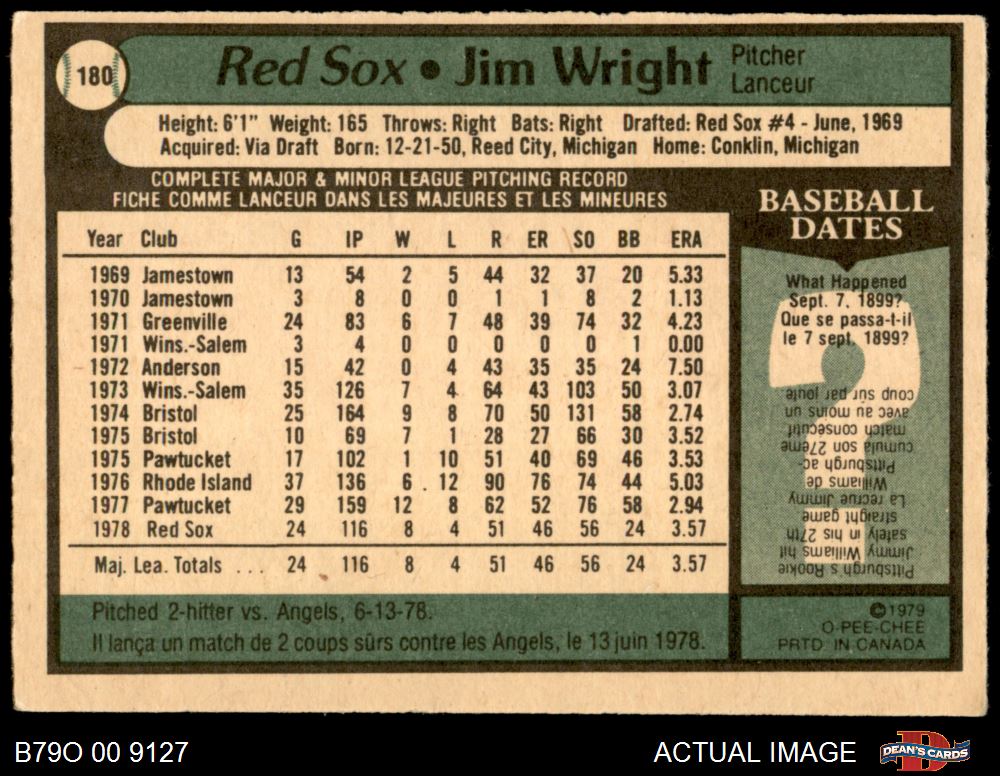 180
Red Sox • Jim Wright
Pitcher
Lanceur
Height: 6'1" Weight: 165 Throws: Right Bats: Right Drafted: Red Sox #4 - June, 1969
Acquired: Via Draft Born: 12-21-50, Reed City, Michigan Home: Conklin, Michigan
COMPLETE MAJOR & MINOR LEAGUE PITCHING RECORD
FICHE COMME LANCEUR DANS LES MAJEURES ET LES MINEURES
Year Club G IP W L R ER SO BB ERA
1969 Jamestown 13 54 2 5 44 32 37 20 5.33
1970 Jamestown 3 8 0 0 1 1 8 2 1.13
1971 Greenville 24 83 6 7 48 39 74 32 4.23
1971 Wins.-Salem 3 4 0 0 0 0 0 1 0.00
1972 Anderson 15 42 0 4 43 35 35 24 7.50
1973 Wins.-Salem 35 126 7 4 64 43 103 50 3.07
1974 Bristol 25 164 9 8 70 50 131 58 2.74
1975 Bristol 10 69 7 1 28 27 66 30 3.52
1975 Pawtucket 17 102 1 10 51 40 69 46 3.53
1976 Rhode Island 37 136 6 12 90 76 74 44 5.03
1977 Pawtucket 29 159 12 8 62 52 76 58 2.94
1978 Red Sox 24 116 8 4 51 46 56 24 3.57
Maj. Lea. Totals ... 24 116 8 4 51 46 56 24 3.57
Pitched 2-hitter vs. Angels, 6-13-78.
Il lança un match de 2 coups sûrs contre les Angels, le 13 juin 1978.
BASEBALL
DATES
What Happened
Sept. 7, 1899?
Que se passa-t-il
le 7 sept. 1899?
Pittsburgh's Rookie
Jimmy Williams hit
safely in his 27th
straight game
La recrue Jimmy
Williams de
Pittsburgh ac-
cumula son 27ème
match consécutif
avec au moins un
coup sûr par joute
©1979
O-PEE-CHEE
PRTD IN CANADA
B79O 00 9127
ACTUAL IMAGE
DEAN'S CARDS